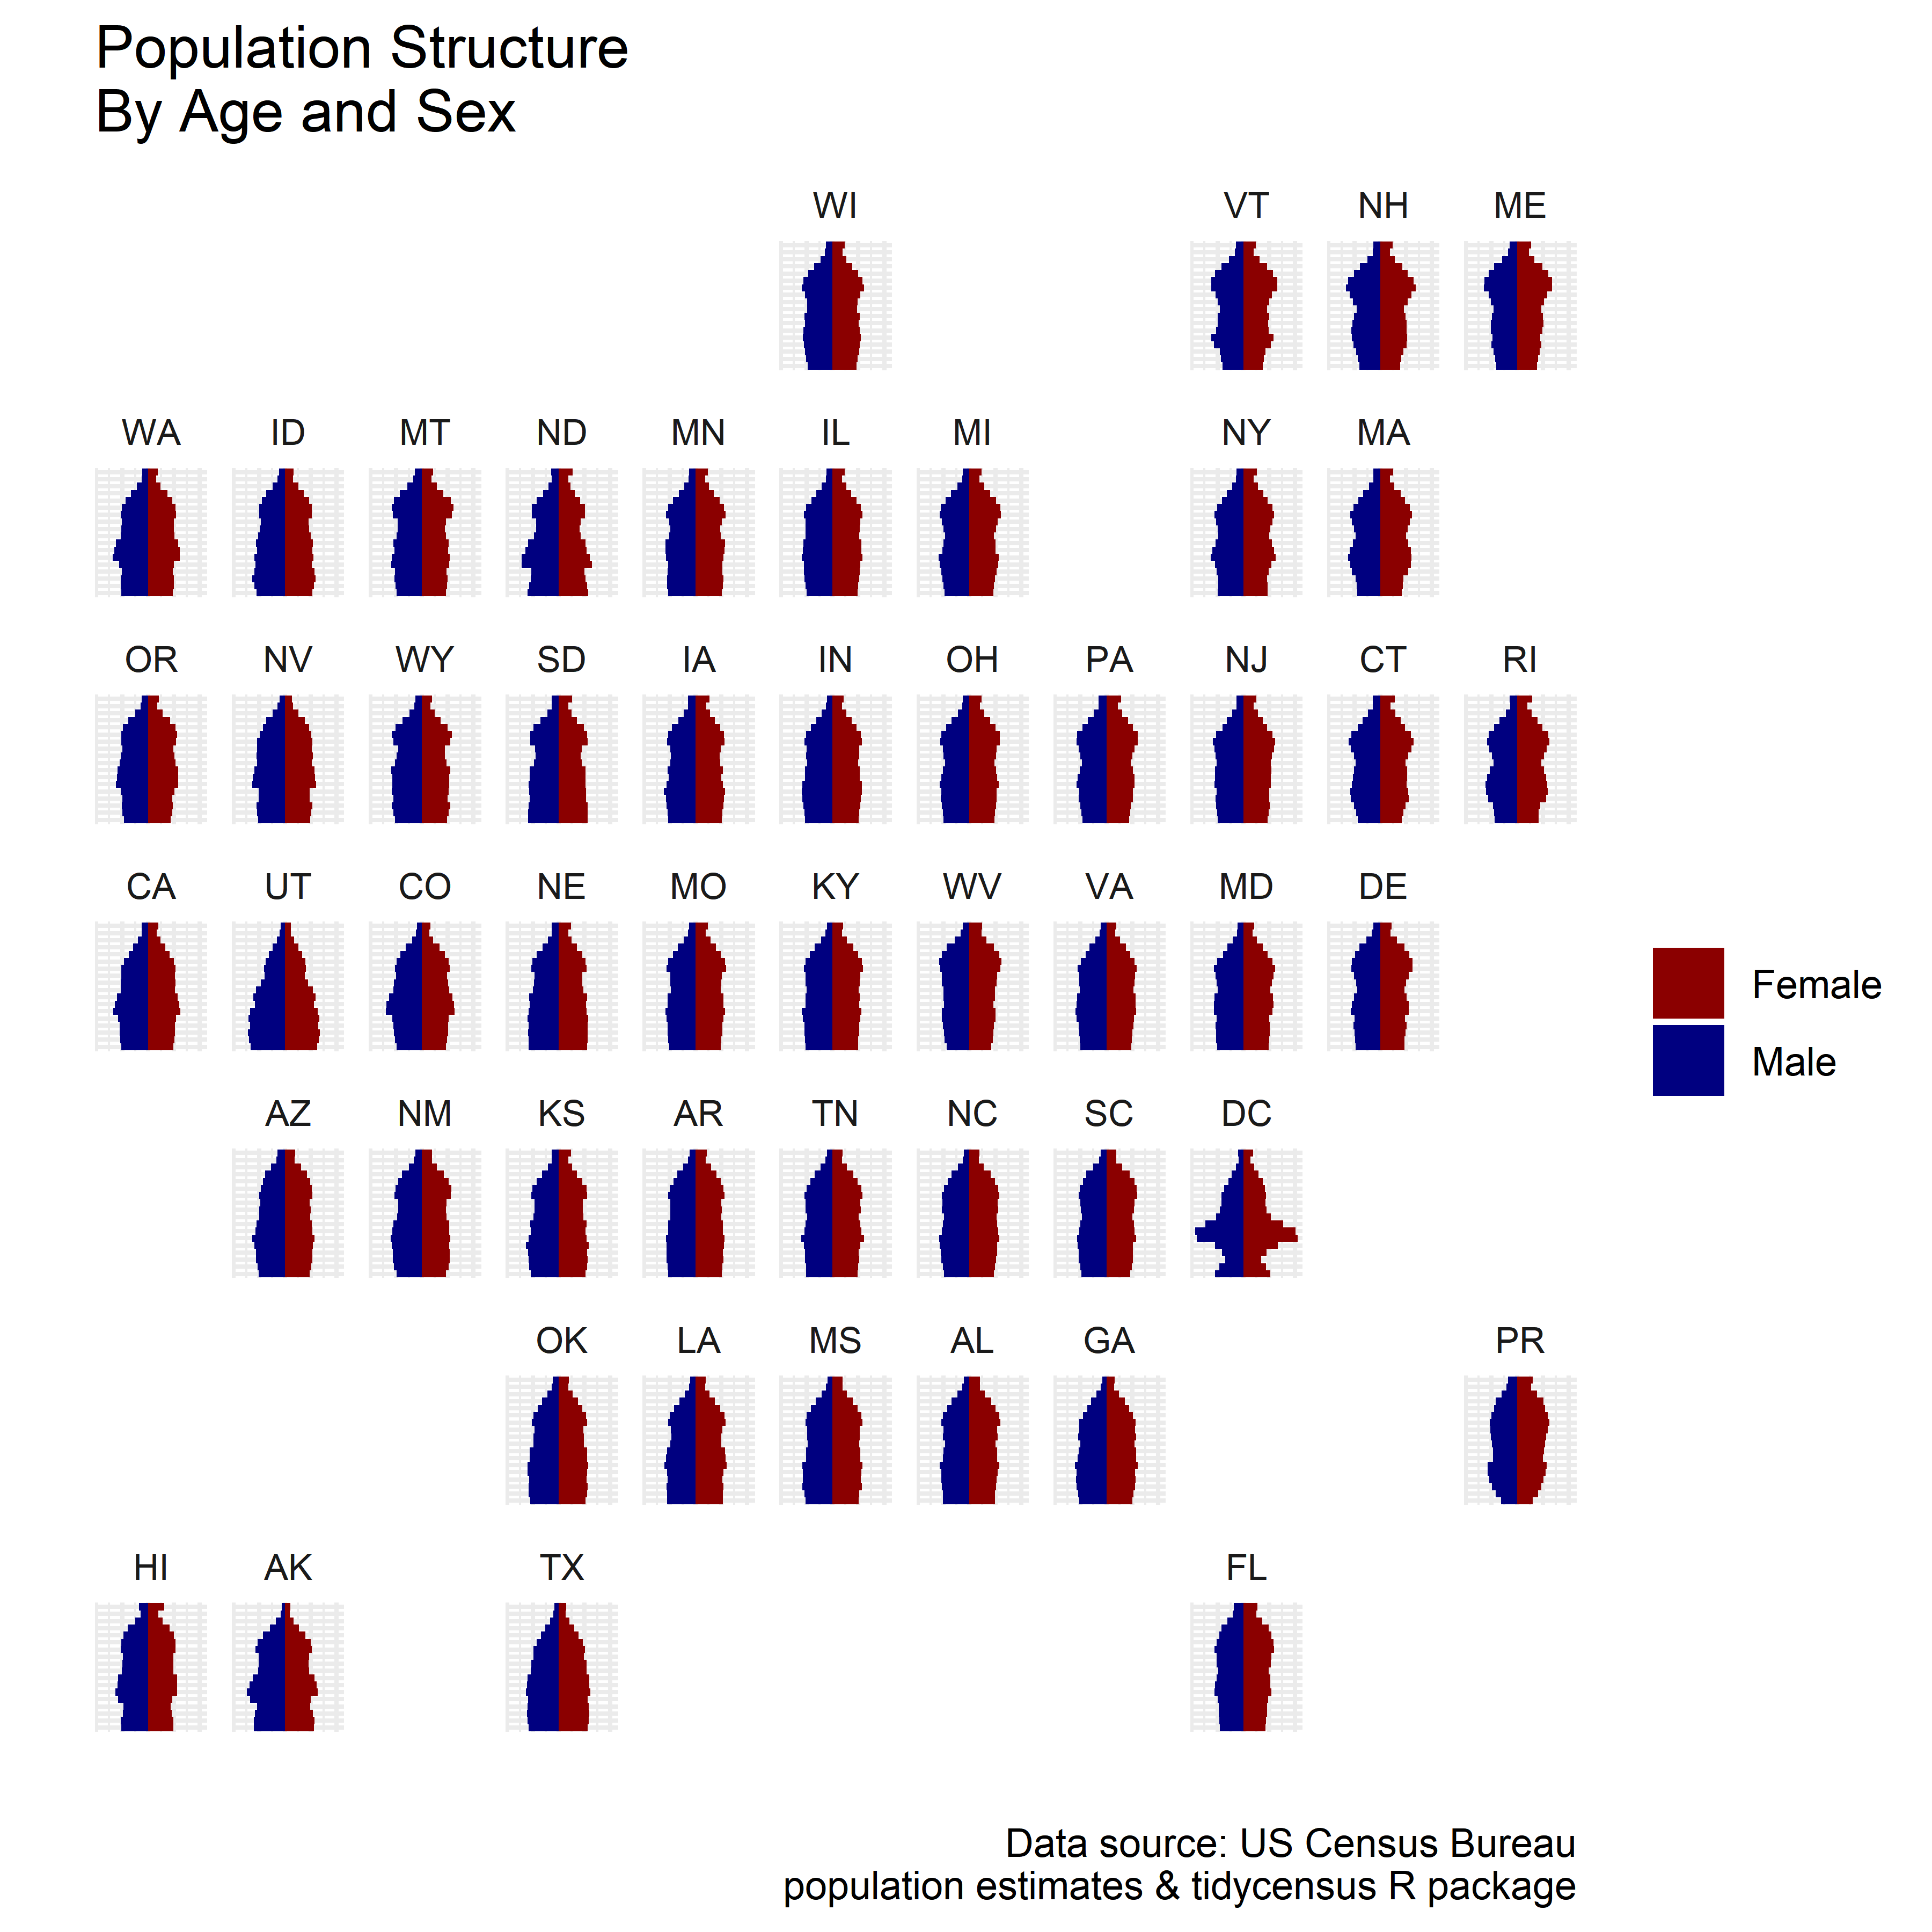 Population Structure
By Age and Sex
WI VT NH ME
WA ID MT ND MN IL MI NY MA
OR NV WY SD IA IN OH PA NJ CT RI
CA UT CO NE MO KY WV VA MD DE
Female
Male
AZ NM KS AR TN NC SC DC
OK LA MS AL GA PR
HI AK TX FL
Data source: US Census Bureau
population estimates & tidycensus R package